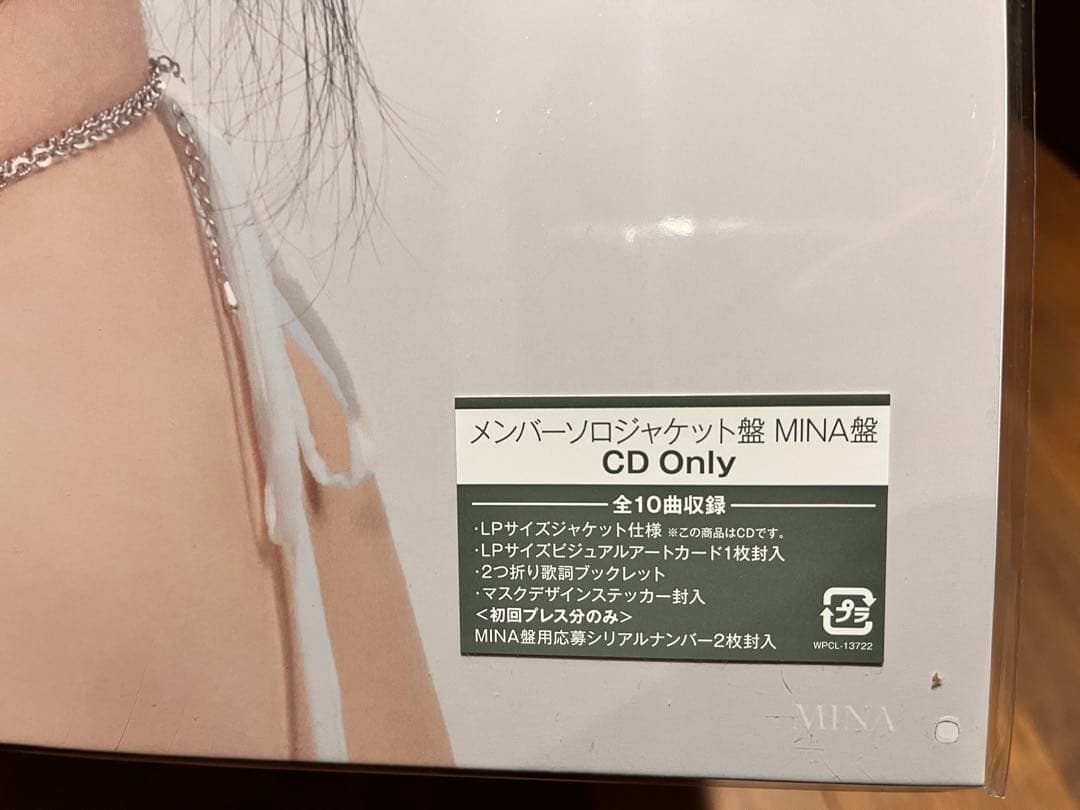 メンバーソロジャケット盤 MINA盤
CD Only
全10曲収録
・LPサイズジャケット仕様 ※この商品はCDです。
・LPサイズビジュアルアートカード1枚封入
・2つ折り歌詞ブックレット
・マスクデザインステッカー封入
<初回プレス分のみ>
MINA盤用応募シリアルナンバー2枚封入
プラ
WPCL-13722
MINA